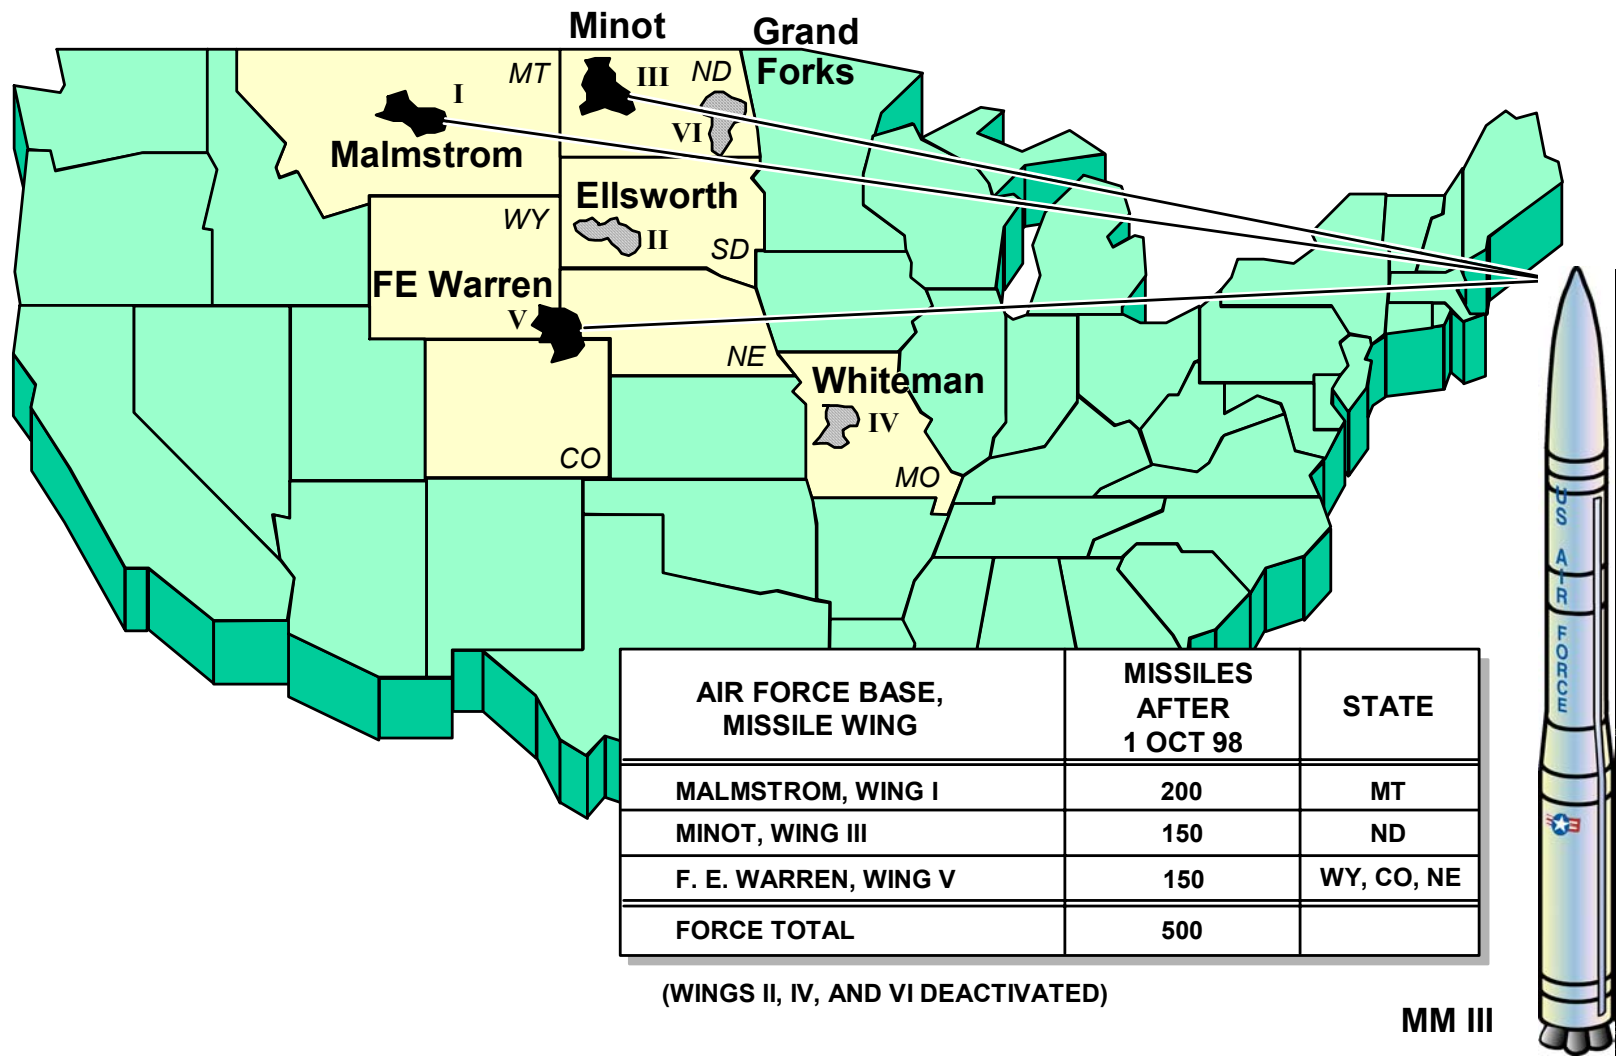 Minot
Grand
Forks
MT
I
III
ND
VI
Malmstrom
Ellsworth
WY
II
SD
FE Warren
V
NE
Whiteman
IV
CO
MO
US AIR FORCE
AIR FORCE BASE,
MISSILE WING
MISSILES
AFTER
1 OCT 98
STATE
MALMSTROM, WING I 200 MT
MINOT, WING III 150 ND
F. E. WARREN, WING V 150 WY, CO, NE
FORCE TOTAL 500
(WINGS II, IV, AND VI DEACTIVATED)
MM III